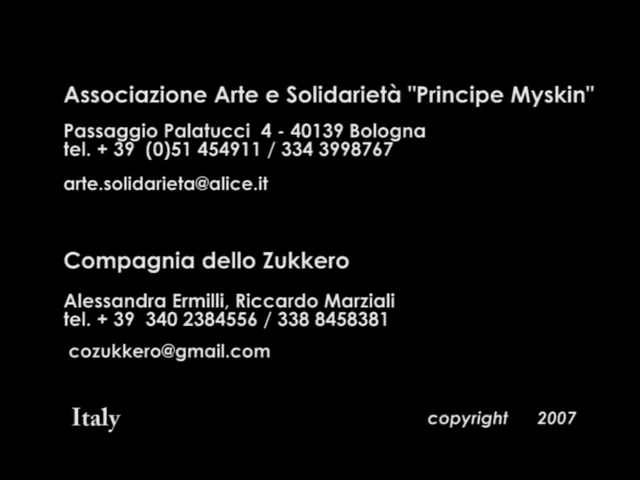 Associazione Arte e Solidarietà "Principe Myskin"
Passaggio Palatucci 4 - 40139 Bologna
tel. + 39 (0)51 454911 / 334 3998767
arte.solidarieta@alice.it
Compagnia dello Zukkero
Alessandra Ermilli, Riccardo Marziali
tel. + 39 340 2384556 / 338 8458381
cozukkero@gmail.com
Italy
copyright 2007